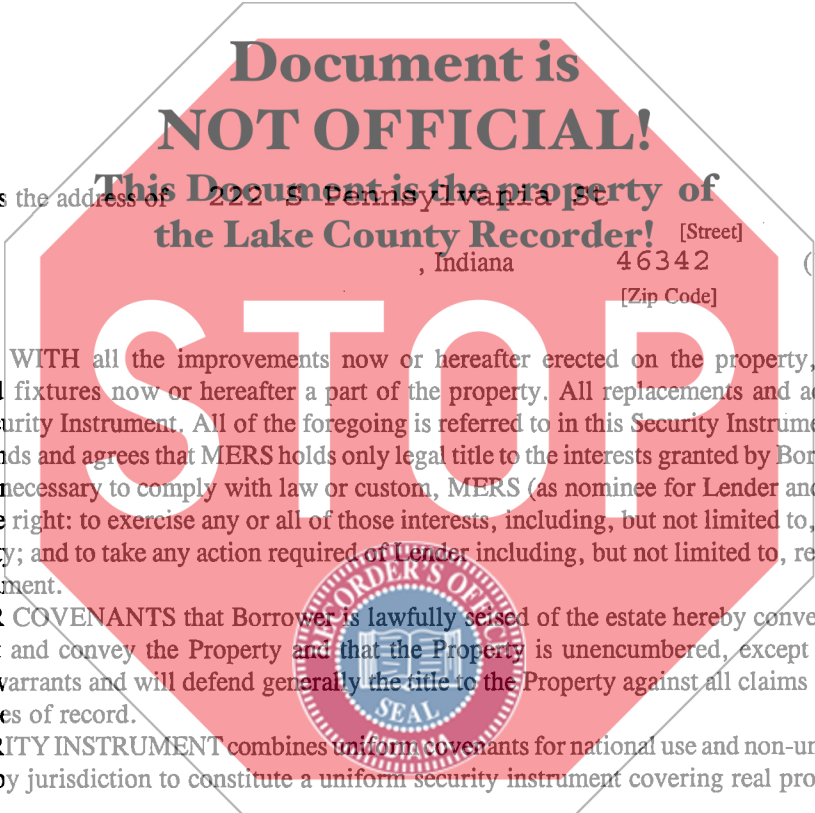 Document is
NOT OFFICIAL!
This Document is the property of
s the address of 222 S Pennsylvania St
the Lake County Recorder!
[Street]
, Indiana 46342 (
[Zip Code]
STOP
WITH all the improvements now or hereafter erected on the property,
fixtures now or hereafter a part of the property. All replacements and a
urity Instrument. All of the foregoing is referred to in this Security Instrume
nds and agrees that MERS holds only legal title to the interests granted by Bor
necessary to comply with law or custom, MERS (as nominee for Lender and
e right: to exercise any or all of those interests, including, but not limited to,
y; and to take any action required of Lender including, but not limited to, re
ment.
R COVENANTS that Borrower is lawfully seised of the estate hereby conve
t and convey the Property and that the Property is unencumbered, except
warrants and will defend generally the title to the Property against all claims
es of record.
RITY INSTRUMENT combines uniform covenants for national use and non-un
by jurisdiction to constitute a uniform security instrument covering real pro
RECORDER'S OFFICE
SEAL
INDIANA